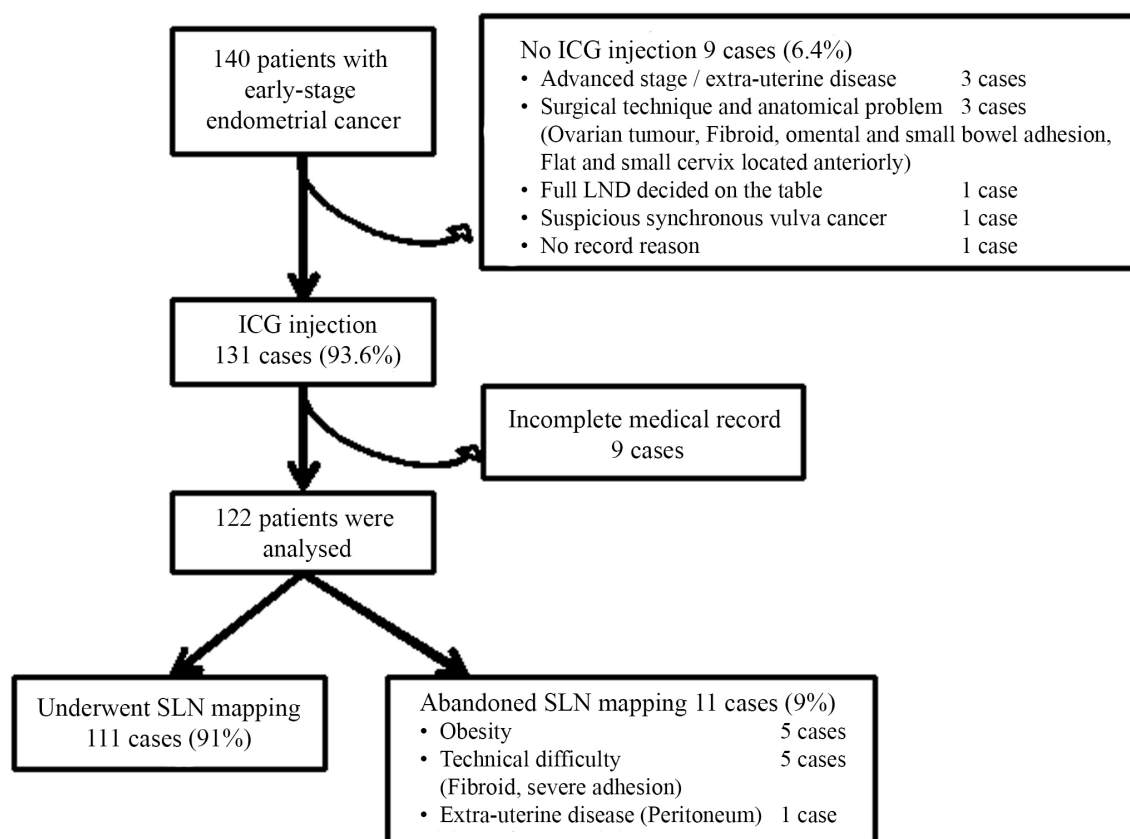 140 patients with
early-stage
endometrial cancer
No ICG injection 9 cases (6.4%)
• Advanced stage / extra-uterine disease 3 cases
• Surgical technique and anatomical problem 3 cases
(Ovarian tumour, Fibroid, omental and small bowel adhesion,
Flat and small cervix located anteriorly)
• Full LND decided on the table 1 case
• Suspicious synchronous vulva cancer 1 case
• No record reason 1 case
ICG injection
131 cases (93.6%)
Incomplete medical record
9 cases
122 patients were
analysed
Underwent SLN mapping
111 cases (91%)
Abandoned SLN mapping 11 cases (9%)
• Obesity 5 cases
• Technical difficulty 5 cases
(Fibroid, severe adhesion)
• Extra-uterine disease (Peritoneum) 1 case